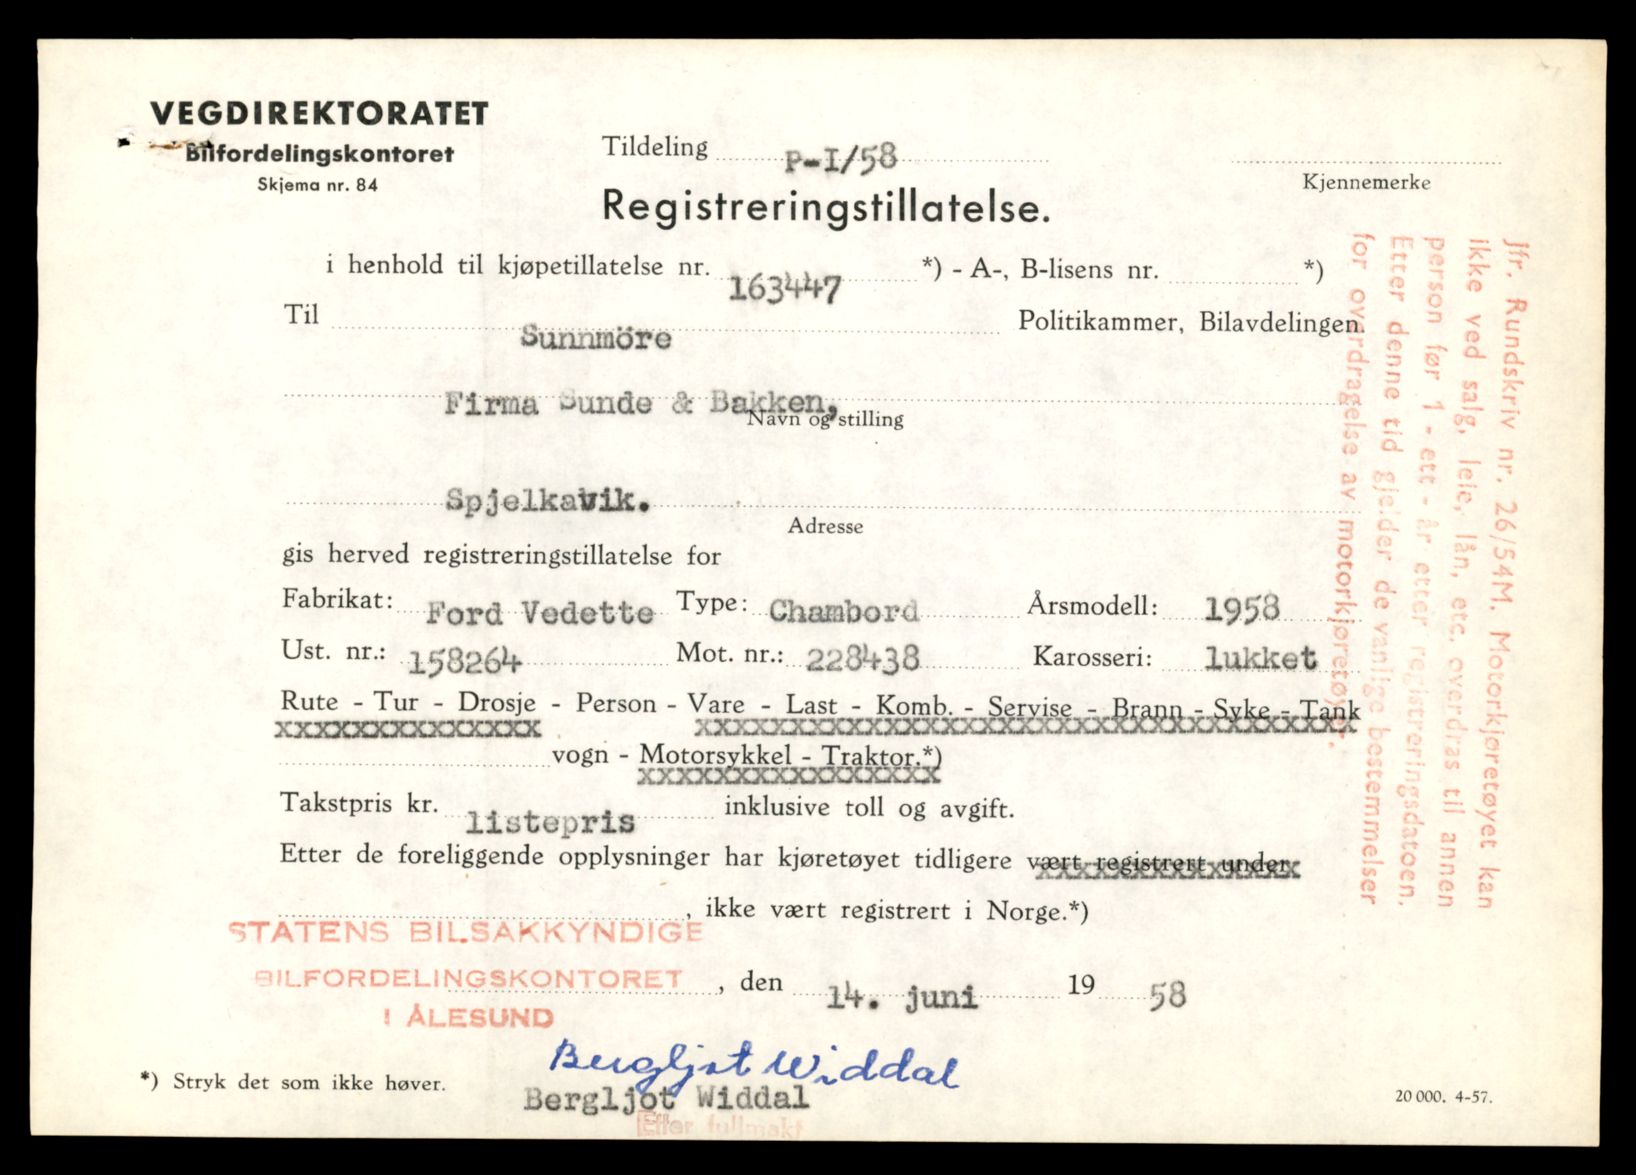 VEGDIREKTORATET
Bilfordelingskontoret
Skjema nr. 84
Tildeling P-I/58
Kjennemerke
Registreringstillatelse.
i henhold til kjøpetillatelse nr. 163447 *) - A-, B-lisens nr. *)
Til Sunnmöre Politikammer, Bilavdelingen
Firma Sunde & Bakken,
Navn og stilling
Spjelkavik.
Adresse
gis herved registreringstillatelse for
Fabrikat: Ford Vedette Type: Chambord Årsmodell: 1958
Ust. nr.: 158264 Mot. nr.: 228438 Karosseri: lukket
Rute - Tur - Drosje - Person - Vare - Last - Komb. - Servise - Brann - Syke - Tank
xxxxxxxxxxxxxx xxxxxxxxxxxxxxxxxxxxxxxxxxxxxxxxxxx
vogn - Motorsykkel - Traktor.*)
xxxxxxxxxxxxxxxx
Takstpris kr. listepris inklusive toll og avgift.
Etter de foreliggende opplysninger har kjøretøyet tidligere vært registrert under
, ikke vært registrert i Norge.*)
STATENS BILSAKKYNDIGE
BILFORDELINGSKONTORET
I ÅLESUND
, den 14. juni 19 58
Bergljot Widdal
Bergljot Widdal
Etter fullmakt
*) Stryk det som ikke høver.
20 000. 4-57.
Jfr. Rundskriv nr. 26/54M. Motorkjøretøyet kan
ikke ved salg, leie, lån, etc. overdras til annen
person før 1 - ett - år etter registreringsdatoen.
Etter denne tid gjelder de vanlige bestemmelser
for overdragelse av motorkjøretøyer.